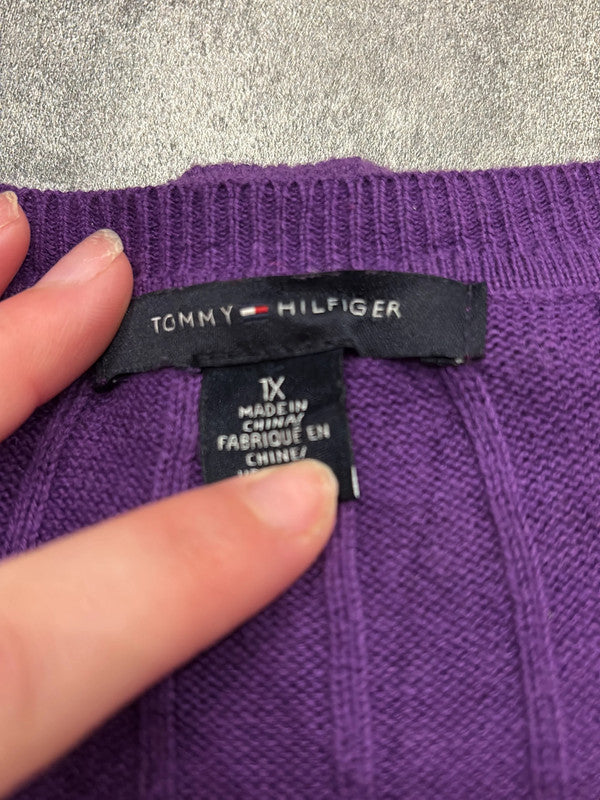 TOMMY HILFIGER
1X
MADE IN
CHINA/
FABRIQUÉ EN
CHINE/